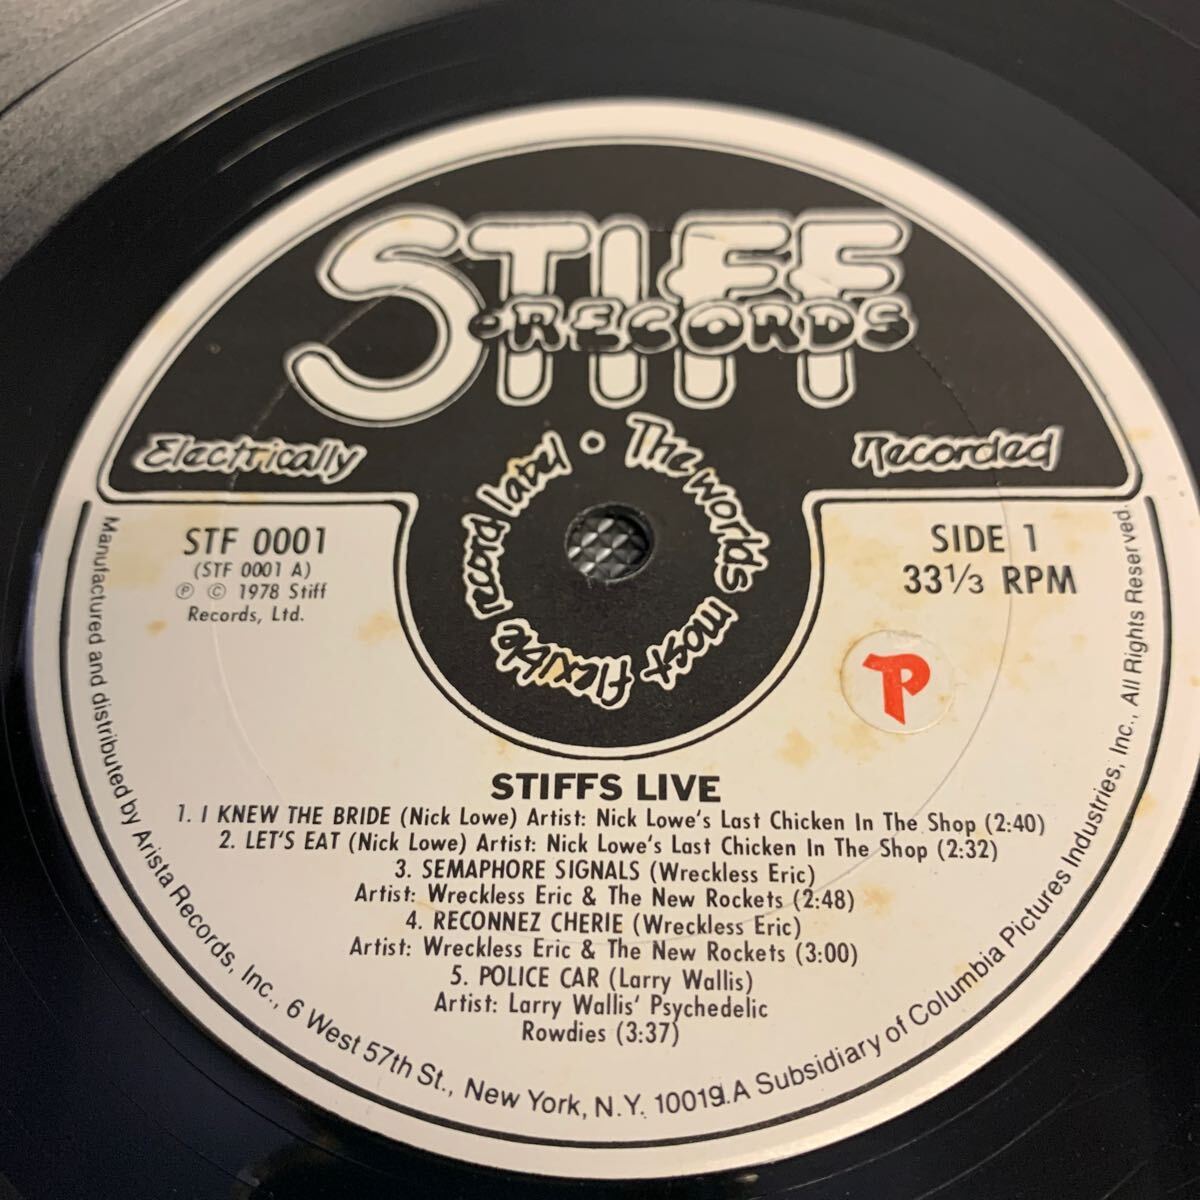 STIFF
•RECORDS
Electrically
Recorded
The worlds most flexible record label •
STF 0001
(STF 0001 A)
℗ © 1978 Stiff
Records, Ltd.
SIDE 1
33 1/3 RPM
P
STIFFS LIVE
1. I KNEW THE BRIDE (Nick Lowe) Artist: Nick Lowe's Last Chicken In The Shop (2:40)
2. LET'S EAT (Nick Lowe) Artist: Nick Lowe's Last Chicken In The Shop (2:32)
3. SEMAPHORE SIGNALS (Wreckless Eric)
Artist: Wreckless Eric & The New Rockets (2:48)
4. RECONNEZ CHERIE (Wreckless Eric)
Artist: Wreckless Eric & The New Rockets (3:00)
5. POLICE CAR (Larry Wallis)
Artist: Larry Wallis' Psychedelic
Rowdies (3:37)
Manufactured and distributed by Arista Records, Inc., 6 West 57th St., New York, N.Y. 10019. A Subsidiary of Columbia Pictures Industries, Inc., All Rights Reserved.